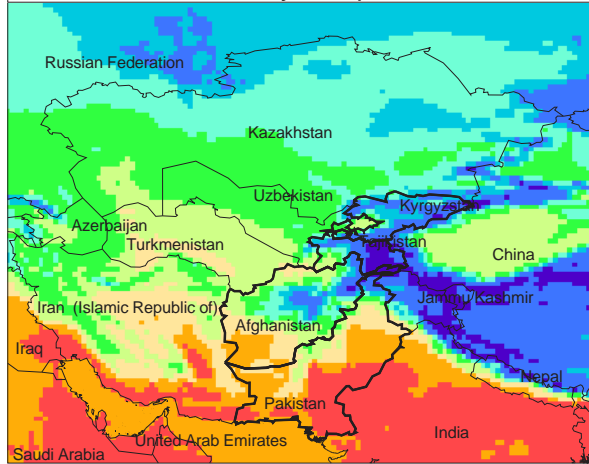 Russian Federation
Kazakhstan
Uzbekistan
Kyrgyzstan
Azerbaijan
Turkmenistan
Tajikistan
China
Iran (Islamic Republic of)
Jammu/Kashmir
Afghanistan
Iraq
Nepal
Pakistan
India
United Arab Emirates
Saudi Arabia